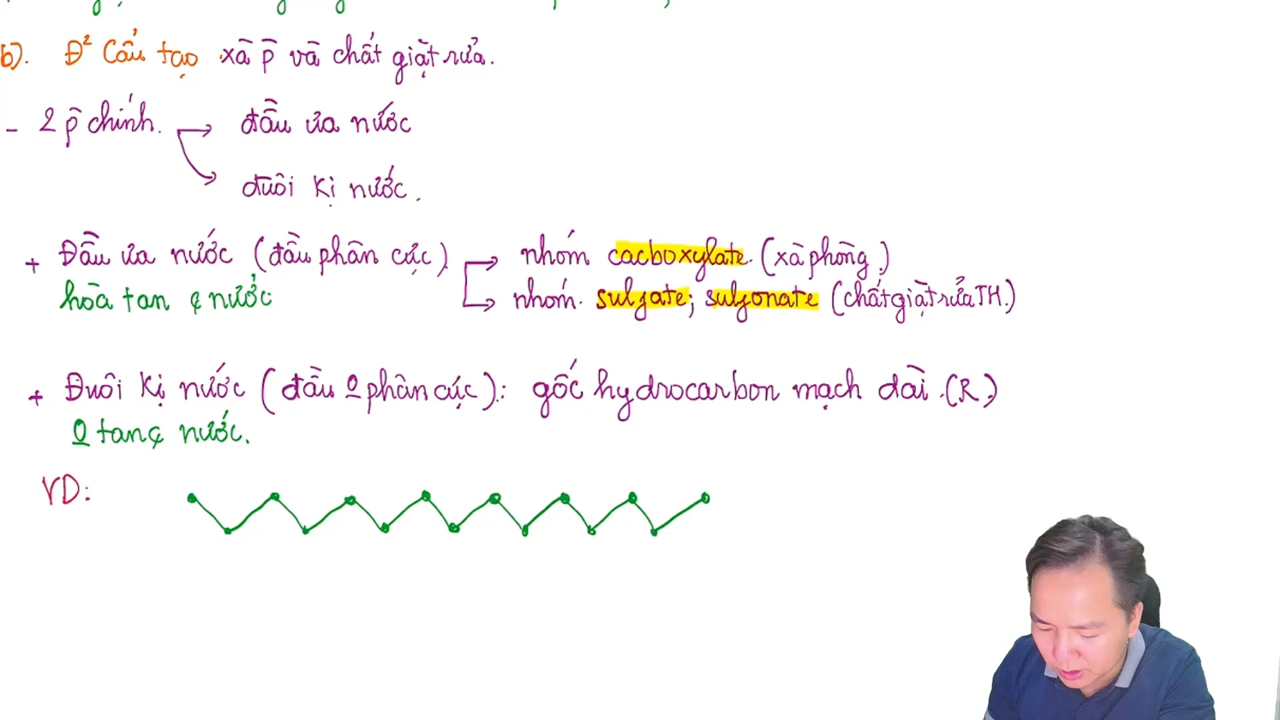 b). Đ² Cấu tạo xà p̄ và chất giặt rửa.
- 2 p̄ chính. đầu ưa nước
đuôi kị nước.
+ Đầu ưa nước (đầu phân cực) nhóm cacboxylate. (xà phòng)
hòa tan ȼ nước nhóm. sulfate; sulfonate (chất giặt rửa TH.)
+ Đuôi kị nước (đầu 0 phân cực): gốc hydrocarbon mạch dài. (R)
0 tan ȼ nước.
VD: